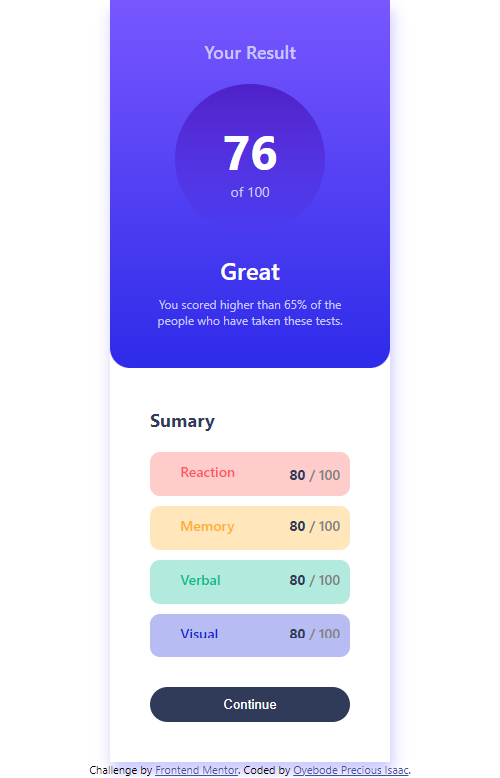 Your Result
76
of 100
Great
You scored higher than 65% of the
people who have taken these tests.
Sumary
Reaction 80 / 100
Memory 80 / 100
Verbal 80 / 100
Visual 80 / 100
Continue
Challenge by Frontend Mentor. Coded by Oyebode Precious Isaac.